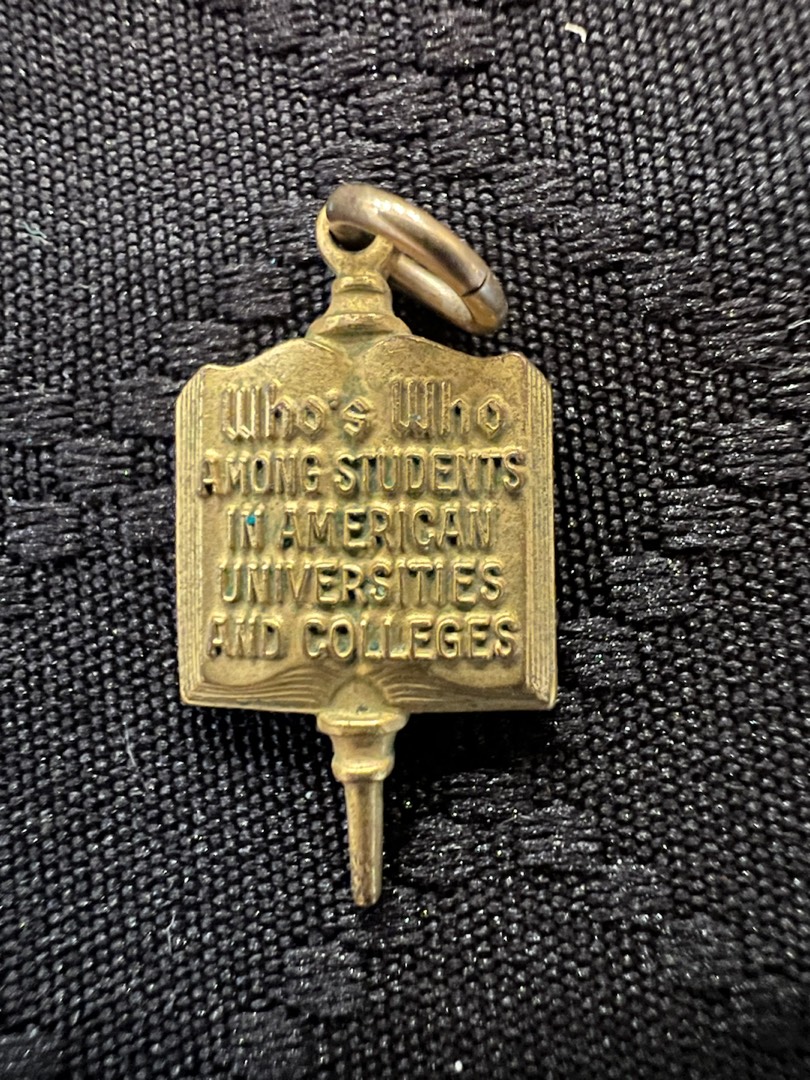 Who's Who
AMONG STUDENTS
IN AMERICAN
UNIVERSITIES
AND COLLEGES